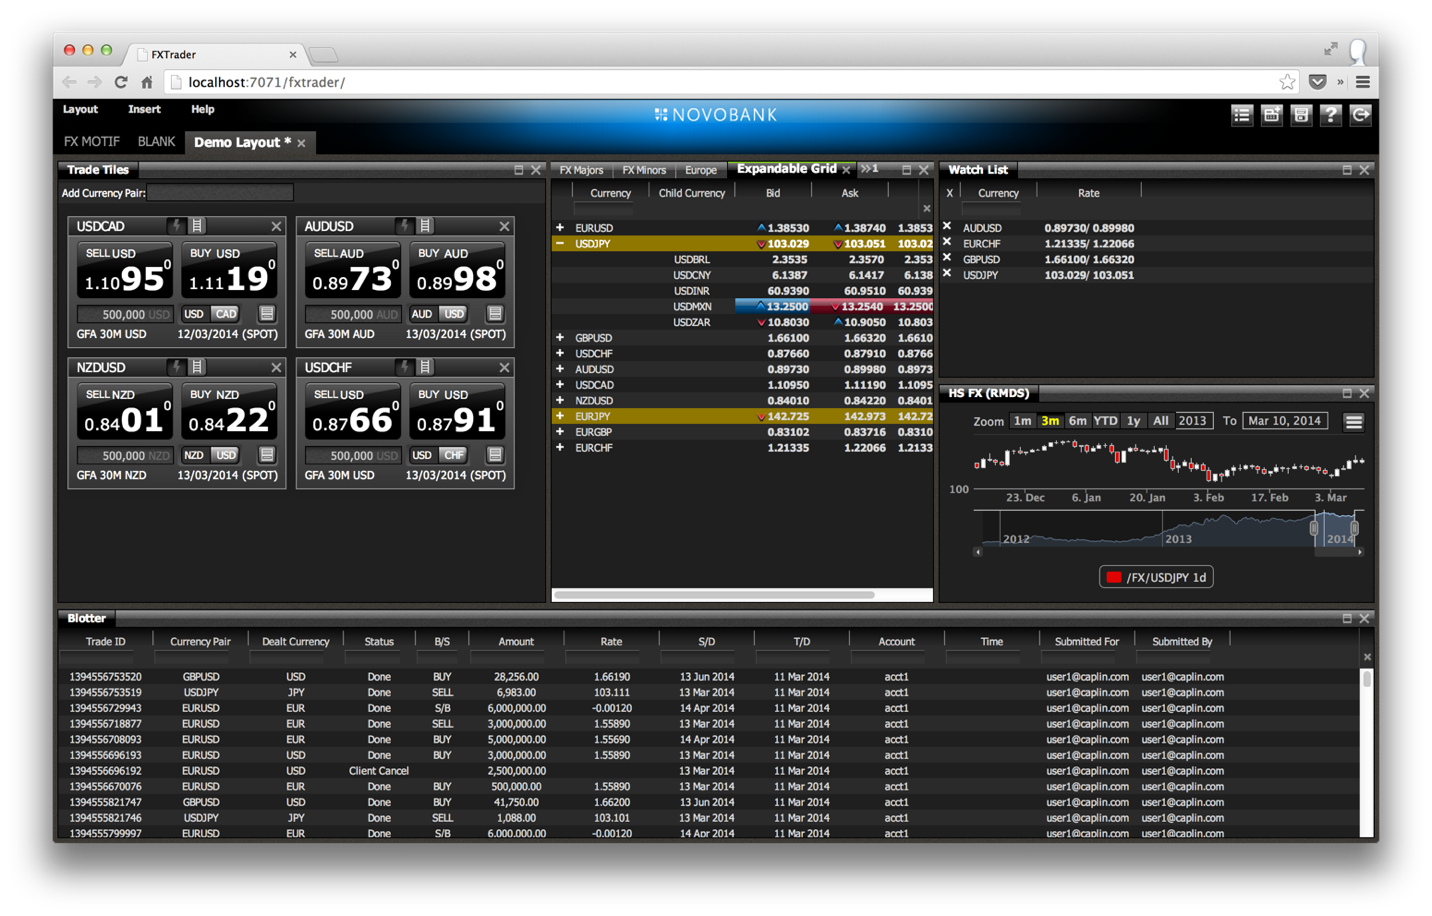 FXTrader
localhost:7071/fxtrader/
Layout Insert Help
NOVOBANK
FX MOTIF BLANK Demo Layout *
Trade Tiles
Add Currency Pair:
USDCAD
SELL USD BUY USD
1.10950 1.11190
500,000 USD USD CAD
GFA 30M USD 12/03/2014 (SPOT)
AUDUSD
SELL AUD BUY AUD
0.89730 0.89980
500,000 AUD AUD USD
GFA 30M AUD 13/03/2014 (SPOT)
NZDUSD
SELL NZD BUY NZD
0.84010 0.84220
500,000 NZD NZD USD
GFA 30M NZD 13/03/2014 (SPOT)
USDCHF
SELL USD BUY USD
0.87660 0.87910
500,000 USD USD CHF
GFA 30M USD 13/03/2014 (SPOT)
FX Majors FX Minors Europe Expandable Grid »1
Currency Child Currency Bid Ask
+ EURUSD 1.38530 1.38740 1.3853
− USDJPY 103.029 103.051 103.02
USDBRL 2.3535 2.3570 2.353
USDCNY 6.1387 6.1417 6.138
USDINR 60.9390 60.9510 60.939
USDMXN 13.2500 13.2540 13.2500
USDZAR 10.8030 10.9050 10.803
+ GBPUSD 1.66100 1.66320 1.6610
+ USDCHF 0.87660 0.87910 0.8766
+ AUDUSD 0.89730 0.89980 0.8973
+ USDCAD 1.10950 1.11190 1.1095
+ NZDUSD 0.84010 0.84220 0.8401
+ EURJPY 142.725 142.973 142.72
+ EURGBP 0.83102 0.83716 0.8310
+ EURCHF 1.21335 1.22066 1.2133
Watch List
X Currency Rate
AUDUSD 0.89730/ 0.89980
EURCHF 1.21335/ 1.22066
GBPUSD 1.66100/ 1.66320
USDJPY 103.029/ 103.051
HS FX (RMDS)
Zoom 1m 3m 6m YTD 1y All 2013 To Mar 10, 2014
100
23. Dec 6. Jan 20. Jan 3. Feb 17. Feb 3. Mar
2012 2013 2014
/FX/USDJPY 1d
Blotter
Trade ID Currency Pair Dealt Currency Status B/S Amount Rate S/D T/D Account Time Submitted For Submitted By
1394556753520 GBPUSD USD Done BUY 28,256.00 1.66190 13 Jun 2014 11 Mar 2014 acct1 user1@caplin.com user1@caplin.com
1394556753519 USDJPY JPY Done SELL 6,983.00 103.111 13 Mar 2014 11 Mar 2014 acct1 user1@caplin.com user1@caplin.com
1394556729943 EURUSD EUR Done S/B 6,000,000.00 -0.00120 14 Apr 2014 11 Mar 2014 acct1 user1@caplin.com user1@caplin.com
1394556718877 EURUSD EUR Done SELL 3,000,000.00 1.55890 13 Mar 2014 11 Mar 2014 acct1 user1@caplin.com user1@caplin.com
1394556708093 EURUSD EUR Done BUY 5,000,000.00 1.55690 14 Apr 2014 11 Mar 2014 acct1 user1@caplin.com user1@caplin.com
1394556696193 EURUSD USD Done BUY 3,000,000.00 1.55890 13 Mar 2014 11 Mar 2014 acct1 user1@caplin.com user1@caplin.com
1394556696192 EURUSD USD Client Cancel 2,500,000.00 13 Mar 2014 11 Mar 2014 acct1 user1@caplin.com user1@caplin.com
1394556670076 EURUSD EUR Done BUY 500,000.00 1.55890 13 Mar 2014 11 Mar 2014 acct1 user1@caplin.com user1@caplin.com
1394555821747 GBPUSD USD Done BUY 41,750.00 1.66200 13 Jun 2014 11 Mar 2014 acct1 user1@caplin.com user1@caplin.com
1394555821746 USDJPY JPY Done SELL 1,088.00 103.101 13 Mar 2014 11 Mar 2014 acct1 user1@caplin.com user1@caplin.com
1394555799997 EURUSD EUR Done S/B 6,000,000.00 -0.00120 14 Apr 2014 11 Mar 2014 acct1 user1@caplin.com user1@caplin.com